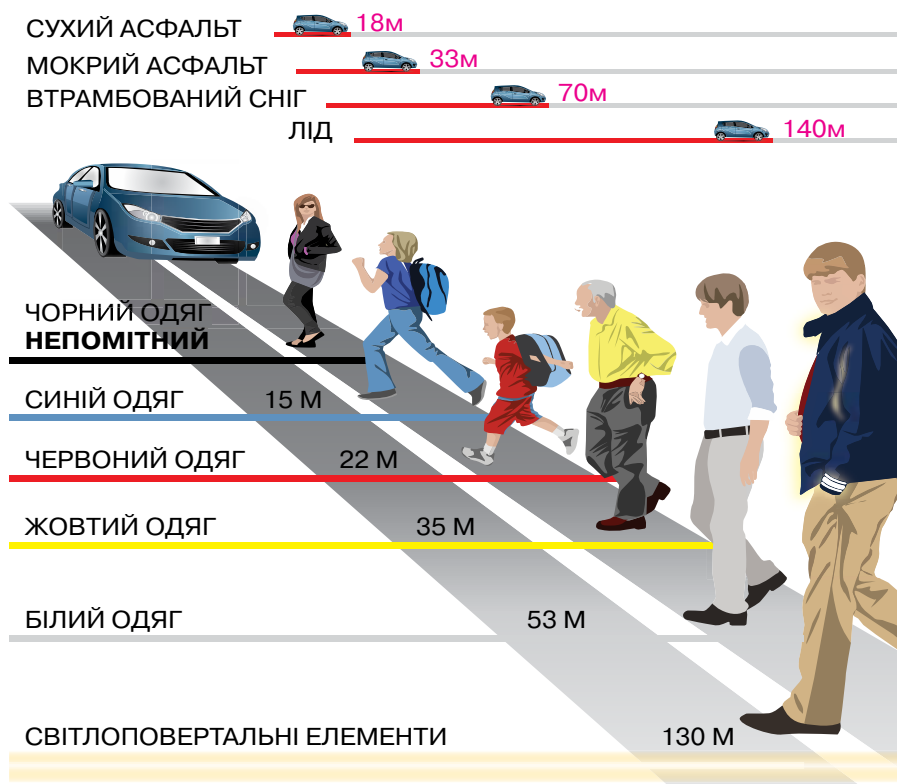 СУХИЙ АСФАЛЬТ 18м
МОКРИЙ АСФАЛЬТ 33м
ВТРАМБОВАНИЙ СНІГ 70м
ЛІД 140м
ЧОРНИЙ ОДЯГ
НЕПОМІТНИЙ
СИНІЙ ОДЯГ 15 М
ЧЕРВОНИЙ ОДЯГ 22 М
ЖОВТИЙ ОДЯГ 35 М
БІЛИЙ ОДЯГ 53 М
СВІТЛОПОВЕРТАЛЬНІ ЕЛЕМЕНТИ 130 М